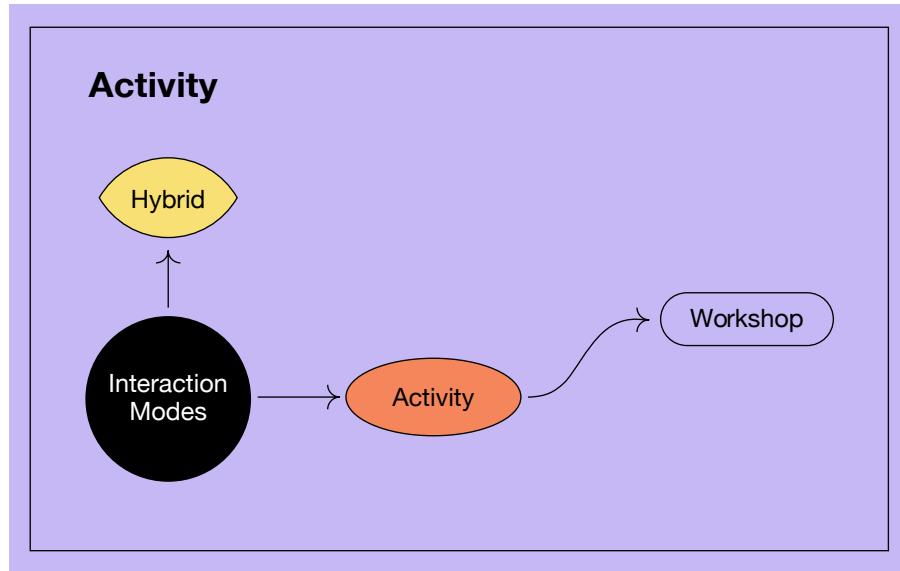 Activity
Hybrid
Workshop
Interaction
Modes
Activity